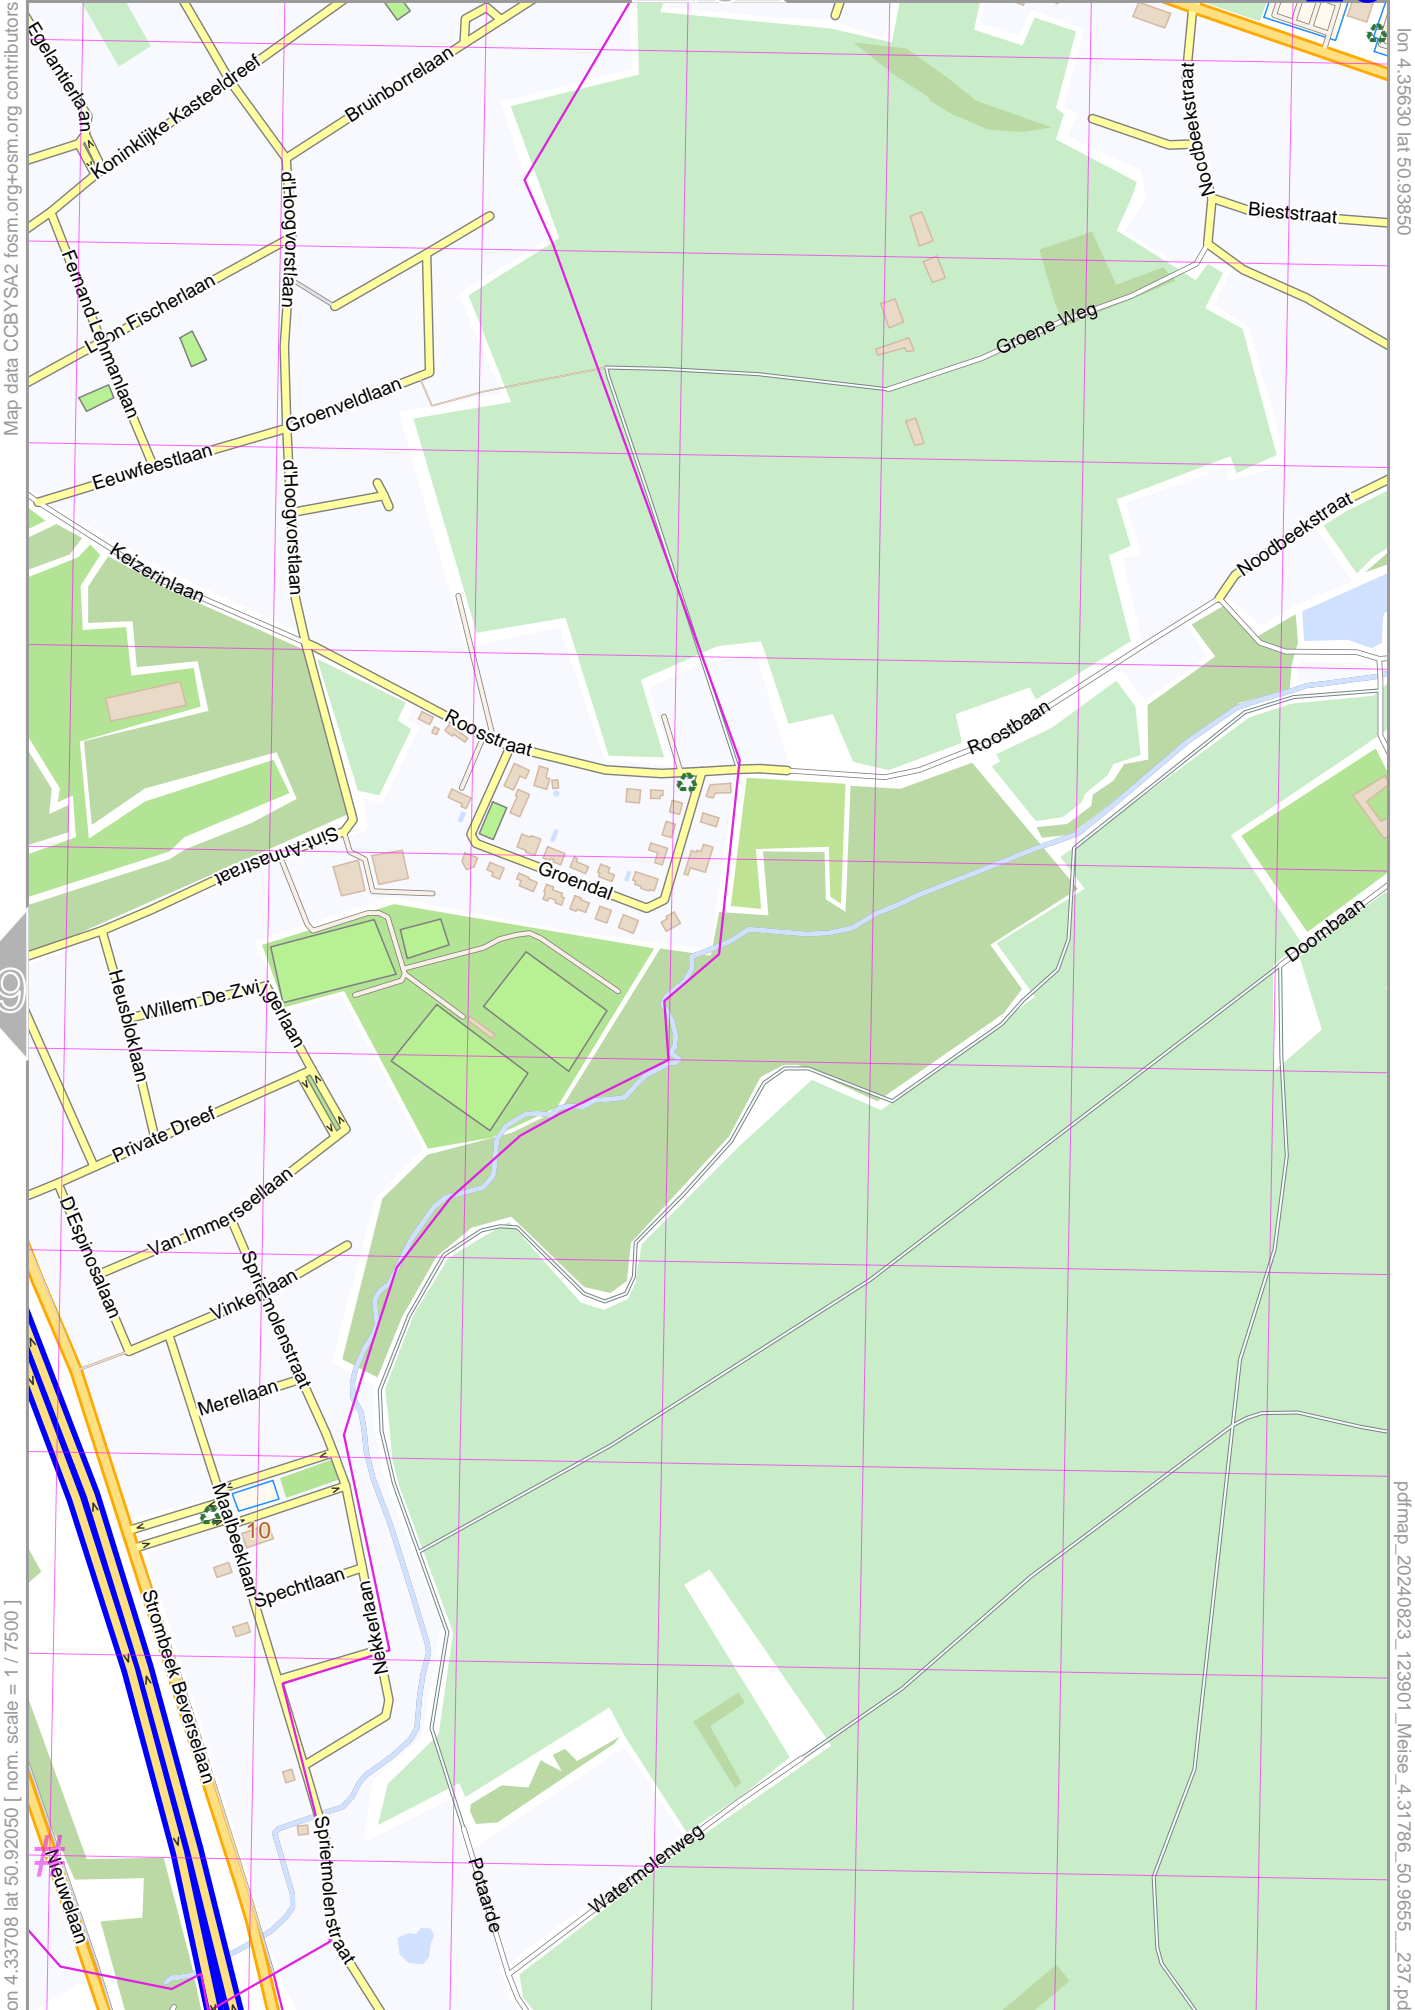 Map data CCBYSA2 fosm.org+osm.org contributors
lon 4.35630 lat 50.93850
Egelantierlaan
Koninklijke Kasteeldreef
Bruinborrelaan
Noodbeekstraat
Bieststraat
d'Hoogvorstlaan
Fernand Lehmanlaan
Léon Fischerlaan
Groene Weg
Groenveldlaan
Eeuwfeestlaan
d'Hoogvorstlaan
Noodbeekstraat
Keizerinlaan
Roosstraat
Roostbaan
Sint-Annastraat
Groendal
Doornbaan
9
Heusbloklaan
Willem De Zwijgerlaan
Private Dreef
Van Immerseellaan
D'Espinosalaan
Sprietmolenstraat
Vinkenlaan
Merellaan
Maalbeeklaan
10
Spechtlaan
Nekkerlaan
Strombeek Beverselaan
#
Nieuwelaan
Sprietmolenstraat
Potaarde
Watermolenweg
on 4.33708 lat 50.92050 [ nom. scale = 1 / 7500 ]
pdfmap_20240823_123901_Meise_4.31786_50.9655__237.pd